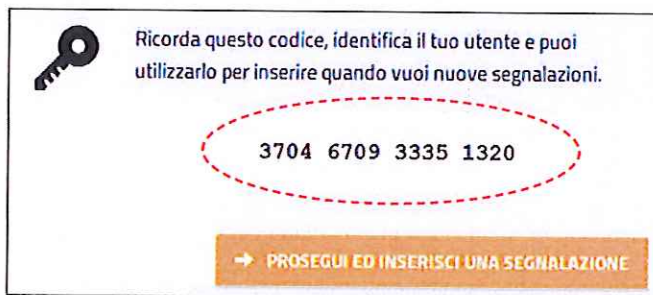 Ricorda questo codice, identifica il tuo utente e puoi
utilizzarlo per inserire quando vuoi nuove segnalazioni.
3704 6709 3335 1320
➔ PROSEGUI ED INSERISCI UNA SEGNALAZIONE